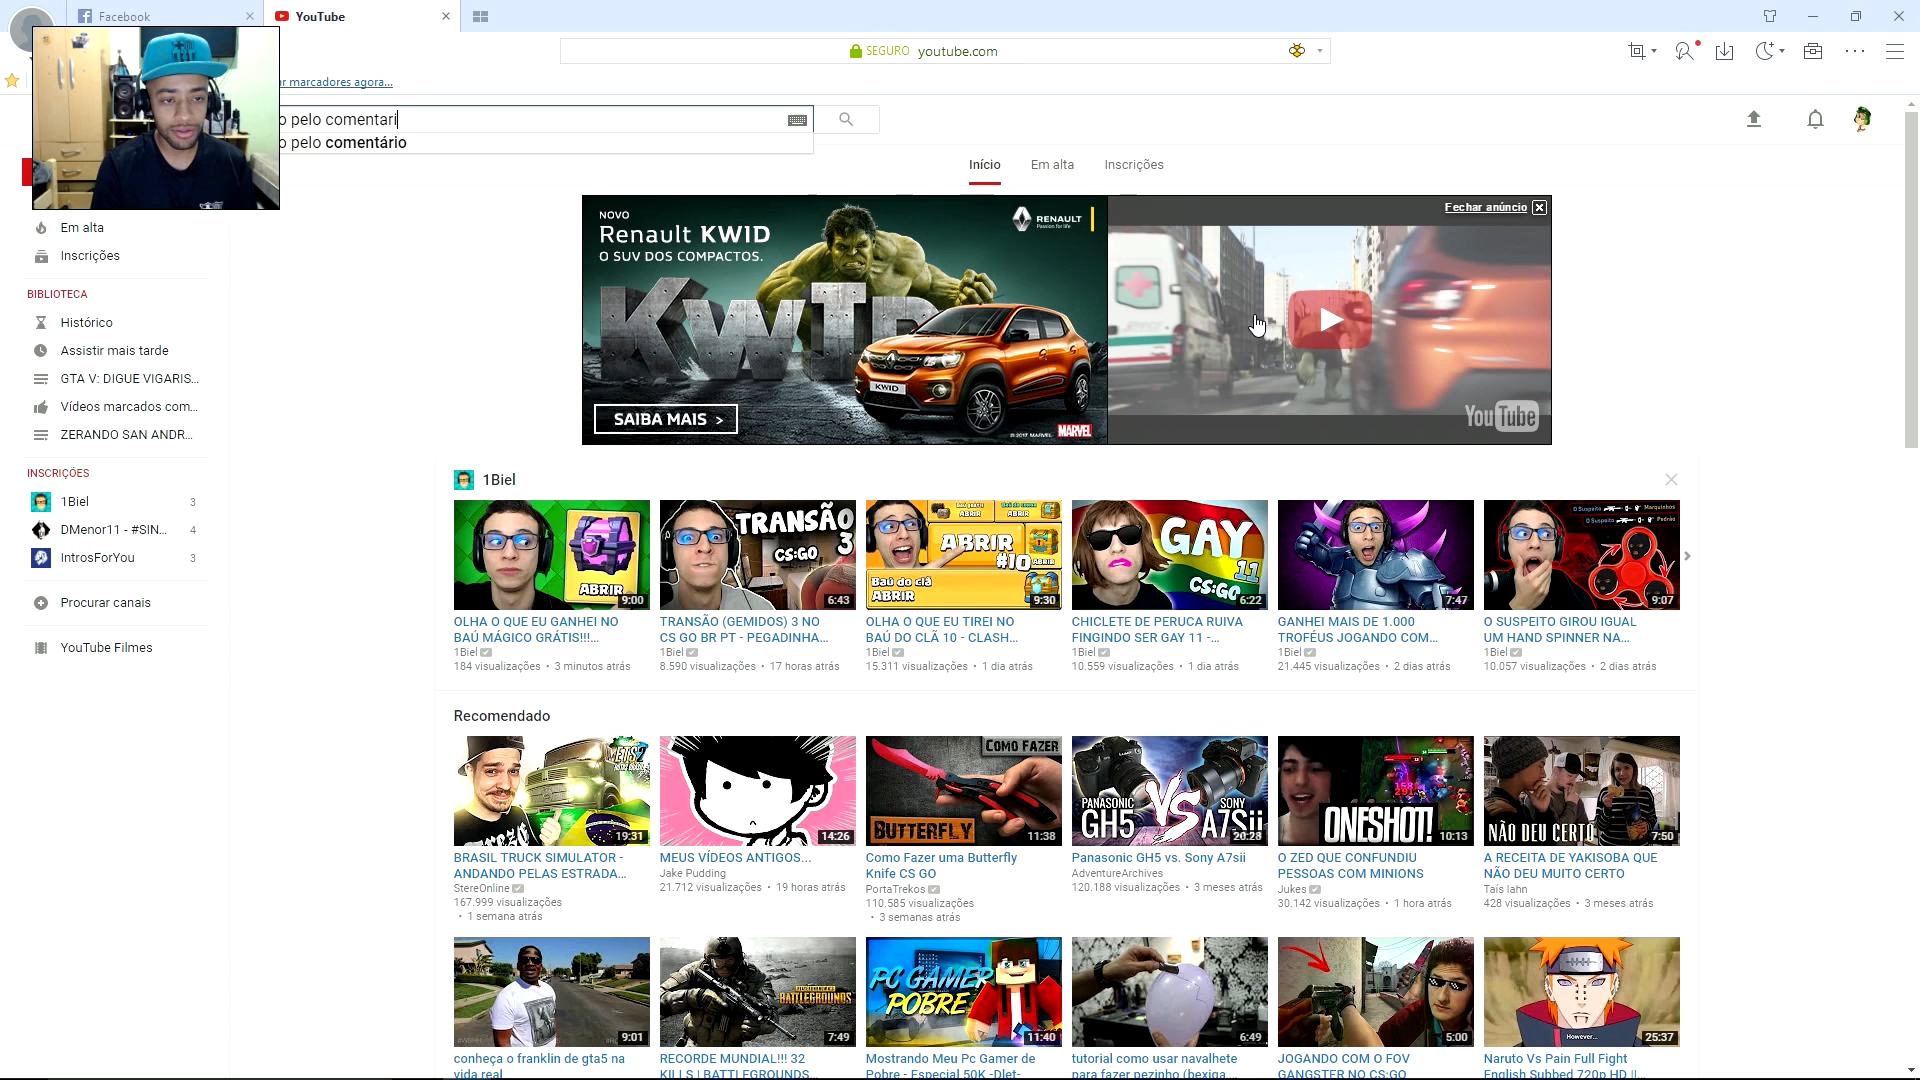 Facebook
YouTube
SEGURO youtube.com
r marcadores agora...
o pelo comentari
o pelo comentário
Início
Em alta
Inscrições
Em alta
Inscrições
BIBLIOTECA
Histórico
Assistir mais tarde
GTA V: DIGUE VIGARIS...
Vídeos marcados com...
ZERANDO SAN ANDR...
INSCRIÇÕES
1Biel 3
DMenor11 - #SIN... 4
IntrosForYou 3
Procurar canais
YouTube Filmes
NOVO
Renault KWID
O SUV DOS COMPACTOS.
RENAULT
Passion for life
KWID
KWID
SAIBA MAIS >
© 2017 MARVEL
MARVEL
Fechar anúncio
YouTube
1Biel
ABRIR
9:00
TRANSÃO 3
CS:GO
6:43
ABRIR
ABRIR
ABRIR
#10
ABRIR
Baú do clã
ABRIR
9:30
GAY
11
CS:GO
6:22
7:47
O Suspeito Marquinhos
O Suspeito Pedrão
9:07
OLHA O QUE EU GANHEI NO
BAÚ MÁGICO GRÁTIS!!!...
1Biel
184 visualizações • 3 minutos atrás
TRANSÃO (GEMIDOS) 3 NO
CS GO BR PT - PEGADINHA...
1Biel
8.590 visualizações • 17 horas atrás
OLHA O QUE EU TIREI NO
BAÚ DO CLÃ 10 - CLASH...
1Biel
15.311 visualizações • 1 dia atrás
CHICLETE DE PERUCA RUIVA
FINGINDO SER GAY 11 -...
1Biel
10.559 visualizações • 1 dia atrás
GANHEI MAIS DE 1.000
TROFÉUS JOGANDO COM...
1Biel
21.445 visualizações • 2 dias atrás
O SUSPEITO GIROU IGUAL
UM HAND SPINNER NA...
1Biel
10.057 visualizações • 2 dias atrás
Recomendado
19:31
14:26
COMO FAZER
BUTTERFLY
11:38
PANASONIC
GH5
VS
SONY
A7Sii
20:28
ONESHOT!
10:13
NÃO DEU CERTO
7:50
BRASIL TRUCK SIMULATOR -
ANDANDO PELAS ESTRADA...
StereOnline
167.999 visualizações
• 1 semana atrás
MEUS VÍDEOS ANTIGOS...
Jake Pudding
21.712 visualizações • 19 horas atrás
Como Fazer uma Butterfly
Knife CS GO
PortaTrekos
110.585 visualizações
• 3 semanas atrás
Panasonic GH5 vs. Sony A7sii
AdventureArchives
120.188 visualizações • 3 meses atrás
O ZED QUE CONFUNDIU
PESSOAS COM MINIONS
Jukes
30.142 visualizações • 1 hora atrás
A RECEITA DE YAKISOBA QUE
NÃO DEU MUITO CERTO
Taís Iahn
428 visualizações • 3 meses atrás
9:01
BATTLEGROUNDS
7:49
PC GAMER
POBRE
11:40
6:49
5:00
However...
25:37
conheça o franklin de gta5 na
vida real
RECORDE MUNDIAL!!! 32
KILLS | BATTLEGROUNDS...
Mostrando Meu Pc Gamer de
Pobre - Especial 50K -Dlet-
tutorial como usar navalhete
para fazer pezinho (bexiga...
JOGANDO COM O FOV
GANGSTER NO CS:GO
Naruto Vs Pain Full Fight
English Subbed 720p HD ||...